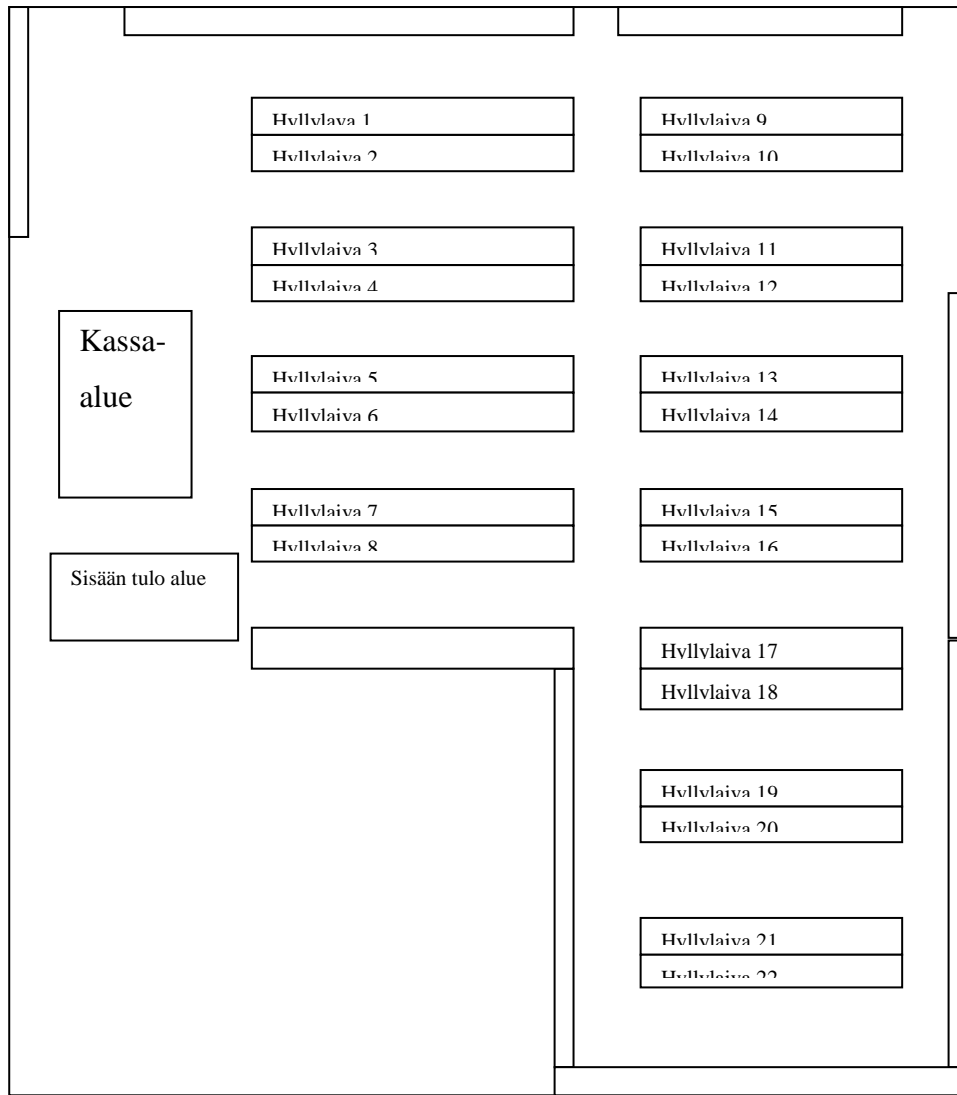 Hyllylava 1
Hyllylaiva 2
Hyllylaiva 3
Hyllylaiva 4
Hyllylaiva 5
Hyllylaiva 6
Hyllylaiva 7
Hyllylaiva 8
Hyllylaiva 9
Hyllylaiva 10
Hyllylaiva 11
Hyllylaiva 12
Hyllylaiva 13
Hyllylaiva 14
Hyllylaiva 15
Hyllylaiva 16
Hyllylaiva 17
Hyllylaiva 18
Hyllylaiva 19
Hyllylaiva 20
Hyllylaiva 21
Hyllylaiva 22
Kassa-
alue
Sisään tulo alue